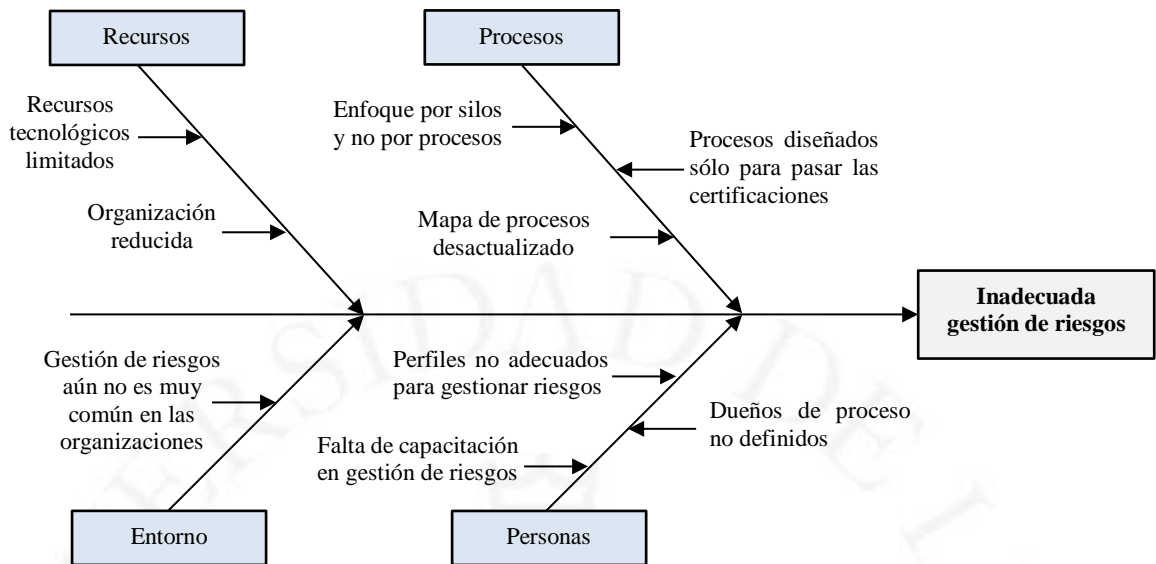 Recursos
Procesos
Recursos
tecnológicos
limitados
Organización
reducida
Enfoque por silos
y no por procesos
Procesos diseñados
sólo para pasar las
certificaciones
Mapa de procesos
desactualizado
Inadecuada
gestión de riesgos
Gestión de riesgos
aún no es muy
común en las
organizaciones
Perfiles no adecuados
para gestionar riesgos
Dueños de proceso
no definidos
Falta de capacitación
en gestión de riesgos
Entorno
Personas
ERSIDAD DE L